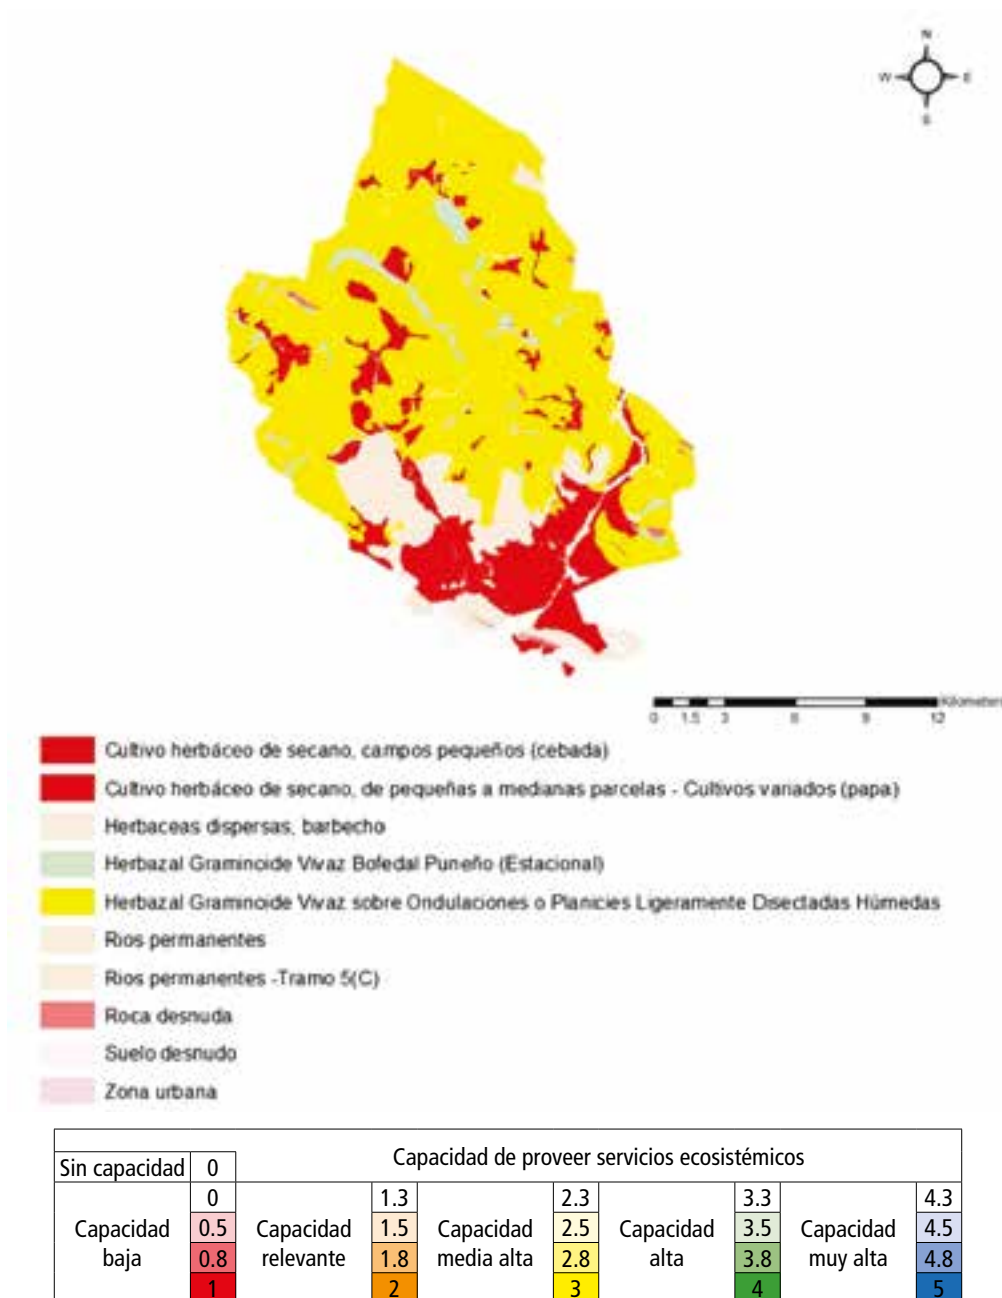 N
W E
S
Kilometers
0 1.5 3 6 9 12
Cultivo herbáceo de secano, campos pequeños (cebada)
Cultivo herbáceo de secano, de pequeñas a medianas parcelas - Cultivos variados (papa)
Herbaceas dispersas, barbecho
Herbazal Graminoide Vivaz Bofedal Puneño (Estacional)
Herbazal Graminoide Vivaz sobre Ondulaciones o Planicies Ligeramente Disectadas Húmedas
Rios permanentes
Rios permanentes -Tramo 5(C)
Roca desnuda
Suelo desnudo
Zona urbana
Sin capacidad 0 Capacidad de proveer servicios ecosistémicos
0 1.3 2.3 3.3 4.3
Capacidad baja 0.5 Capacidad relevante 1.5 Capacidad media alta 2.5 Capacidad alta 3.5 Capacidad muy alta 4.5
0.8 1.8 2.8 3.8 4.8
1 2 3 4 5